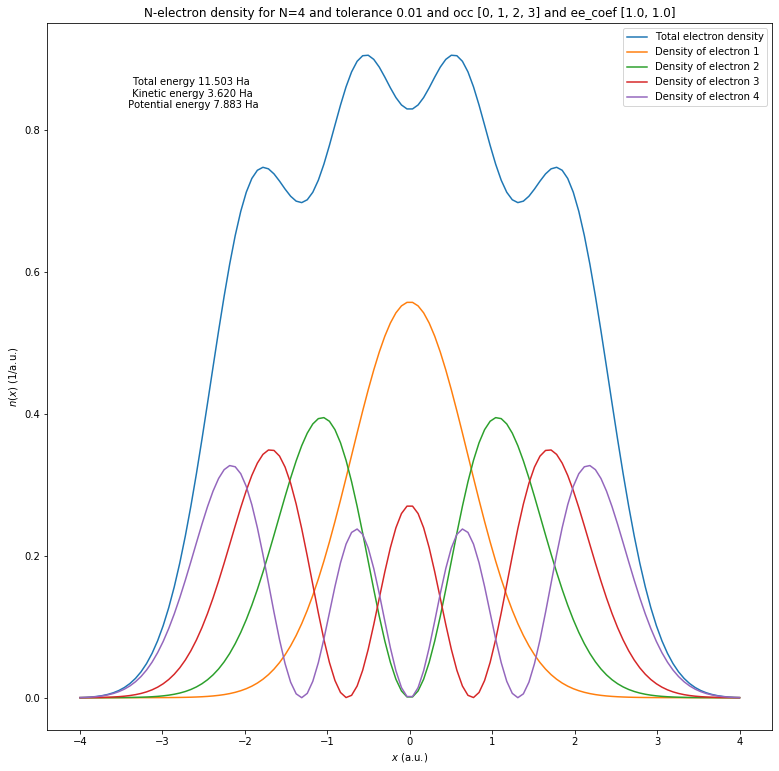 N-electron density for N=4 and tolerance 0.01 and occ [0, 1, 2, 3] and ee_coef [1.0, 1.0]
Total electron density
Density of electron 1
Density of electron 2
Density of electron 3
Density of electron 4
Total energy 11.503 Ha
Kinetic energy 3.620 Ha
Potential energy 7.883 Ha
0.8
0.6
0.4
0.2
0.0
n(x) (1/a.u.)
−4 −3 −2 −1 0 1 2 3 4
x (a.u.)